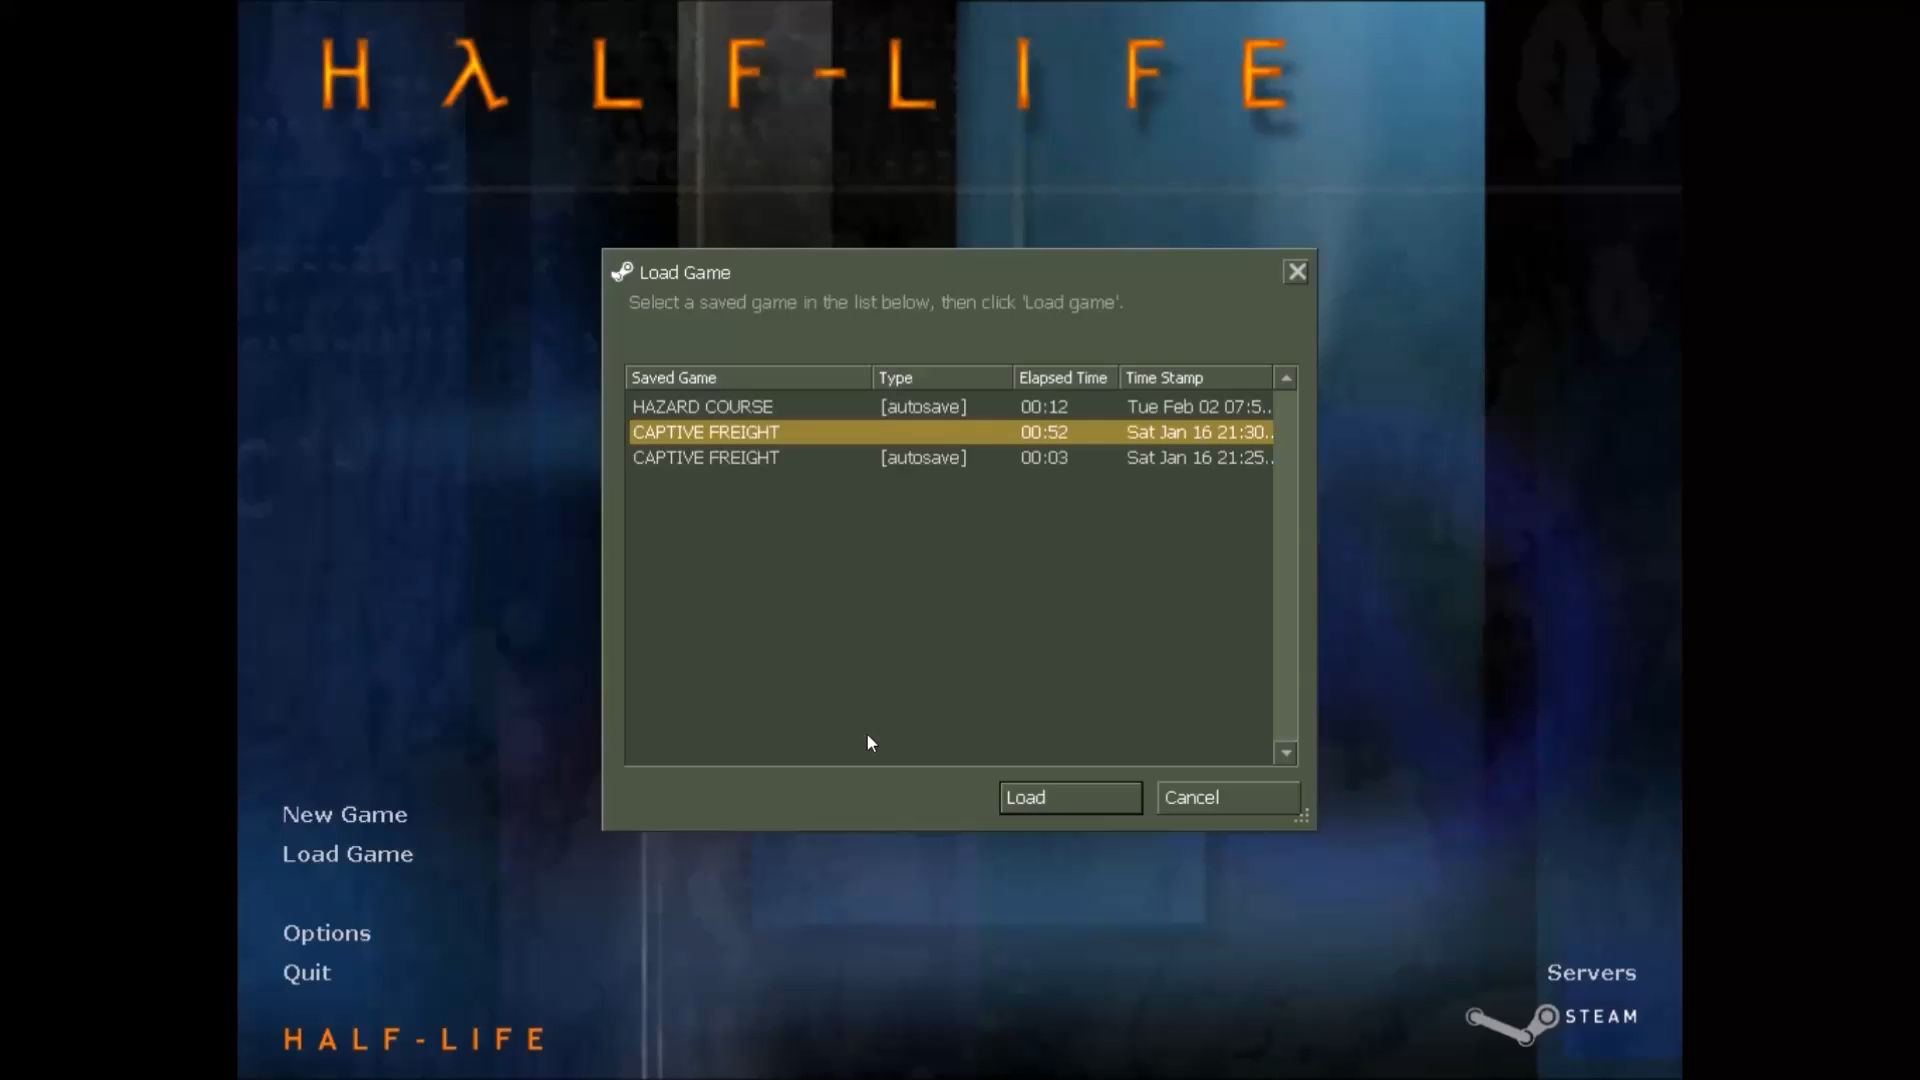 HλLF-LIFE
Load Game
Select a saved game in the list below, then click 'Load game'.
Saved Game Type Elapsed Time Time Stamp
HAZARD COURSE [autosave] 00:12 Tue Feb 02 07:5..
CAPTIVE FREIGHT 00:52 Sat Jan 16 21:30..
CAPTIVE FREIGHT [autosave] 00:03 Sat Jan 16 21:25..
Load Cancel
New Game
Load Game
Options
Quit
Servers
STEAM
HALF-LIFE